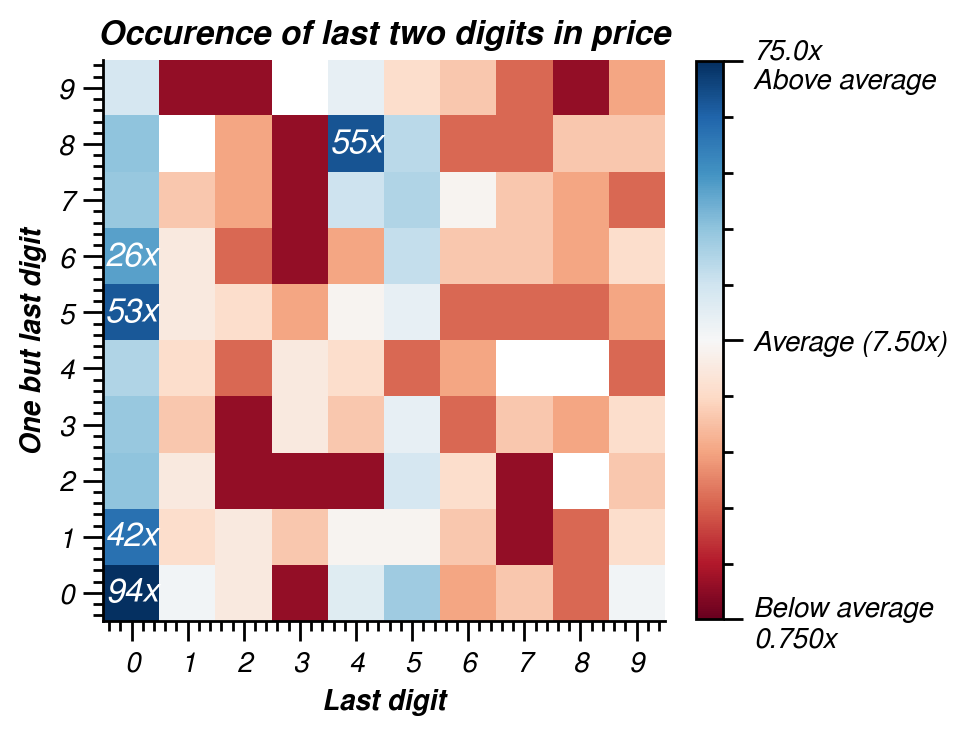 Occurence of last two digits in price
75.0x
Above average
9
8
55x
7
6
26x
5
53x
Average (7.50x)
4
3
2
1
42x
0
94x
Below average
0.750x
0 1 2 3 4 5 6 7 8 9
Last digit
One but last digit